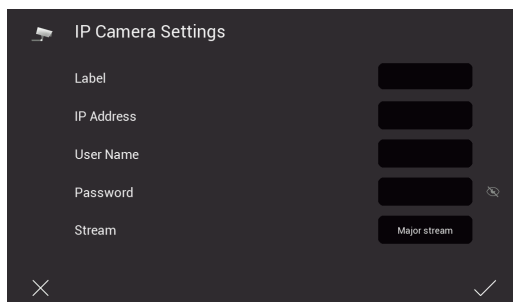 IP Camera Settings
Label
IP Address
User Name
Password
Stream Major stream